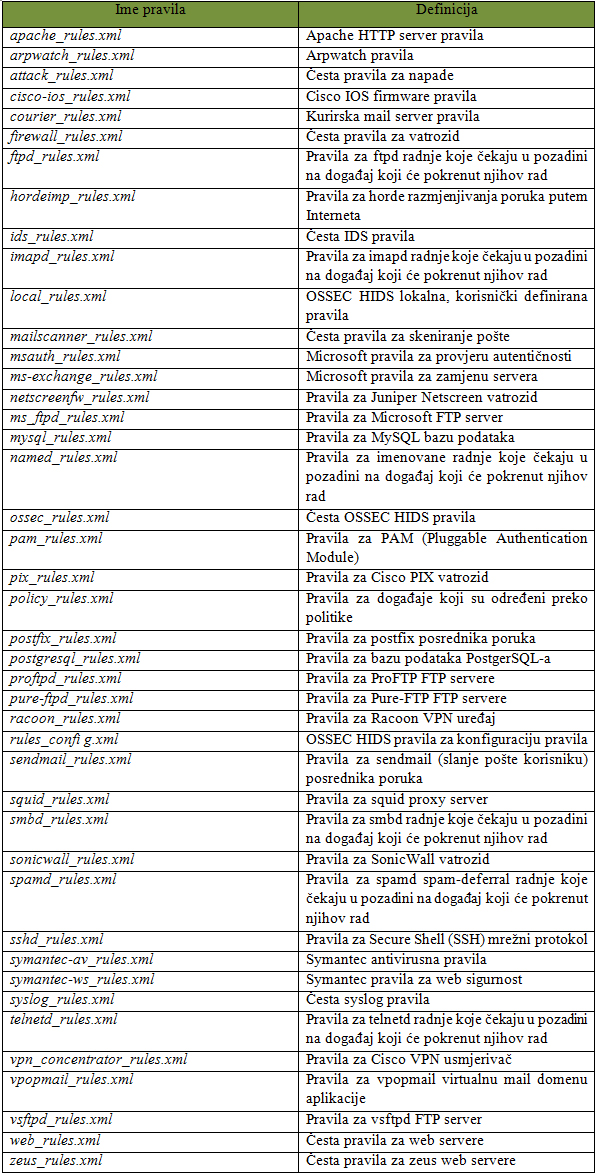 Ime pravila Definicija
apache_rules.xml Apache HTTP server pravila
arpwatch_rules.xml Arpwatch pravila
attack_rules.xml Česta pravila za napade
cisco-ios_rules.xml Cisco IOS firmware pravila
courier_rules.xml Kurirska mail server pravila
firewall_rules.xml Česta pravila za vatrozid
ftpd_rules.xml Pravila za ftpd radnje koje čekaju u pozadini
na događaj koji će pokrenut njihov rad
hordeimp_rules.xml Pravila za horde razmjenjivanja poruka putem
Interneta
ids_rules.xml Česta IDS pravila
imapd_rules.xml Pravila za imapd radnje koje čekaju u pozadini
na događaj koji će pokrenut njihov rad
local_rules.xml OSSEC HIDS lokalna, korisnički definirana
pravila
mailscanner_rules.xml Česta pravila za skeniranje pošte
msauth_rules.xml Microsoft pravila za provjeru autentičnosti
ms-exchange_rules.xml Microsoft pravila za zamjenu servera
netscreenfw_rules.xml Pravila za Juniper Netscreen vatrozid
ms_ftpd_rules.xml Pravila za Microsoft FTP server
mysql_rules.xml Pravila za MySQL bazu podataka
named_rules.xml Pravila za imenovane radnje koje čekaju u
pozadini na događaj koji će pokrenut njihov
rad
ossec_rules.xml Česta OSSEC HIDS pravila
pam_rules.xml Pravila za PAM (Pluggable Authentication
Module)
pix_rules.xml Pravila za Cisco PIX vatrozid
policy_rules.xml Pravila za događaje koji su određeni preko
politike
postfix_rules.xml Pravila za postfix posrednika poruka
postgresql_rules.xml Pravila za bazu podataka PostgerSQL-a
proftpd_rules.xml Pravila za ProFTP FTP servere
pure-ftpd_rules.xml Pravila za Pure-FTP FTP servere
racoon_rules.xml Pravila za Racoon VPN uređaj
rules_confi g.xml OSSEC HIDS pravila za konfiguraciju pravila
sendmail_rules.xml Pravila za sendmail (slanje pošte korisniku)
posrednika poruka
squid_rules.xml Pravila za squid proxy server
smbd_rules.xml Pravila za smbd radnje koje čekaju u pozadini
na događaj koji će pokrenut njihov rad
sonicwall_rules.xml Pravila za SonicWall vatrozid
spamd_rules.xml Pravila za spamd spam-deferral radnje koje
čekaju u pozadini na događaj koji će pokrenut
njihov rad
sshd_rules.xml Pravila za Secure Shell (SSH) mrežni protokol
symantec-av_rules.xml Symantec antivirusna pravila
symantec-ws_rules.xml Symantec pravila za web sigurnost
syslog_rules.xml Česta syslog pravila
telnetd_rules.xml Pravila za telnetd radnje koje čekaju u pozadini
na događaj koji će pokrenut njihov rad
vpn_concentrator_rules.xml Pravila za Cisco VPN usmjerivač
vpopmail_rules.xml Pravila za vpopmail virtualnu mail domenu
aplikacije
vsftpd_rules.xml Pravila za vsftpd FTP server
web_rules.xml Česta pravila za web servere
zeus_rules.xml Česta pravila za zeus web servere